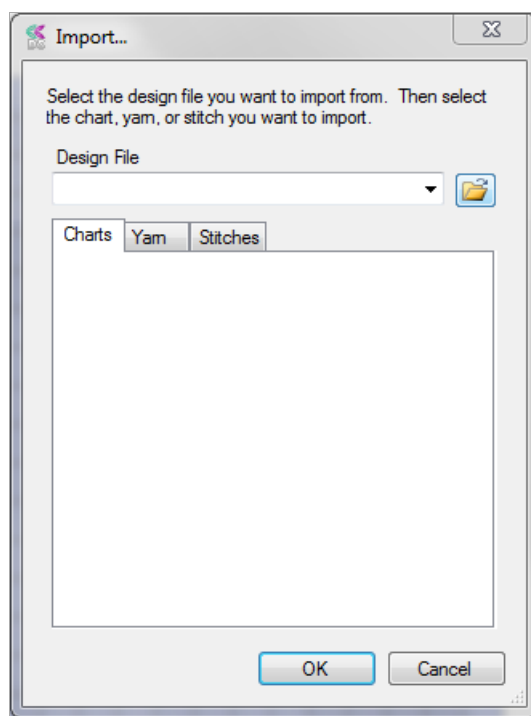 Import...
Select the design file you want to import from.  Then select
the chart, yarn, or stitch you want to import.
Design File
Charts Yarn Stitches
OK Cancel